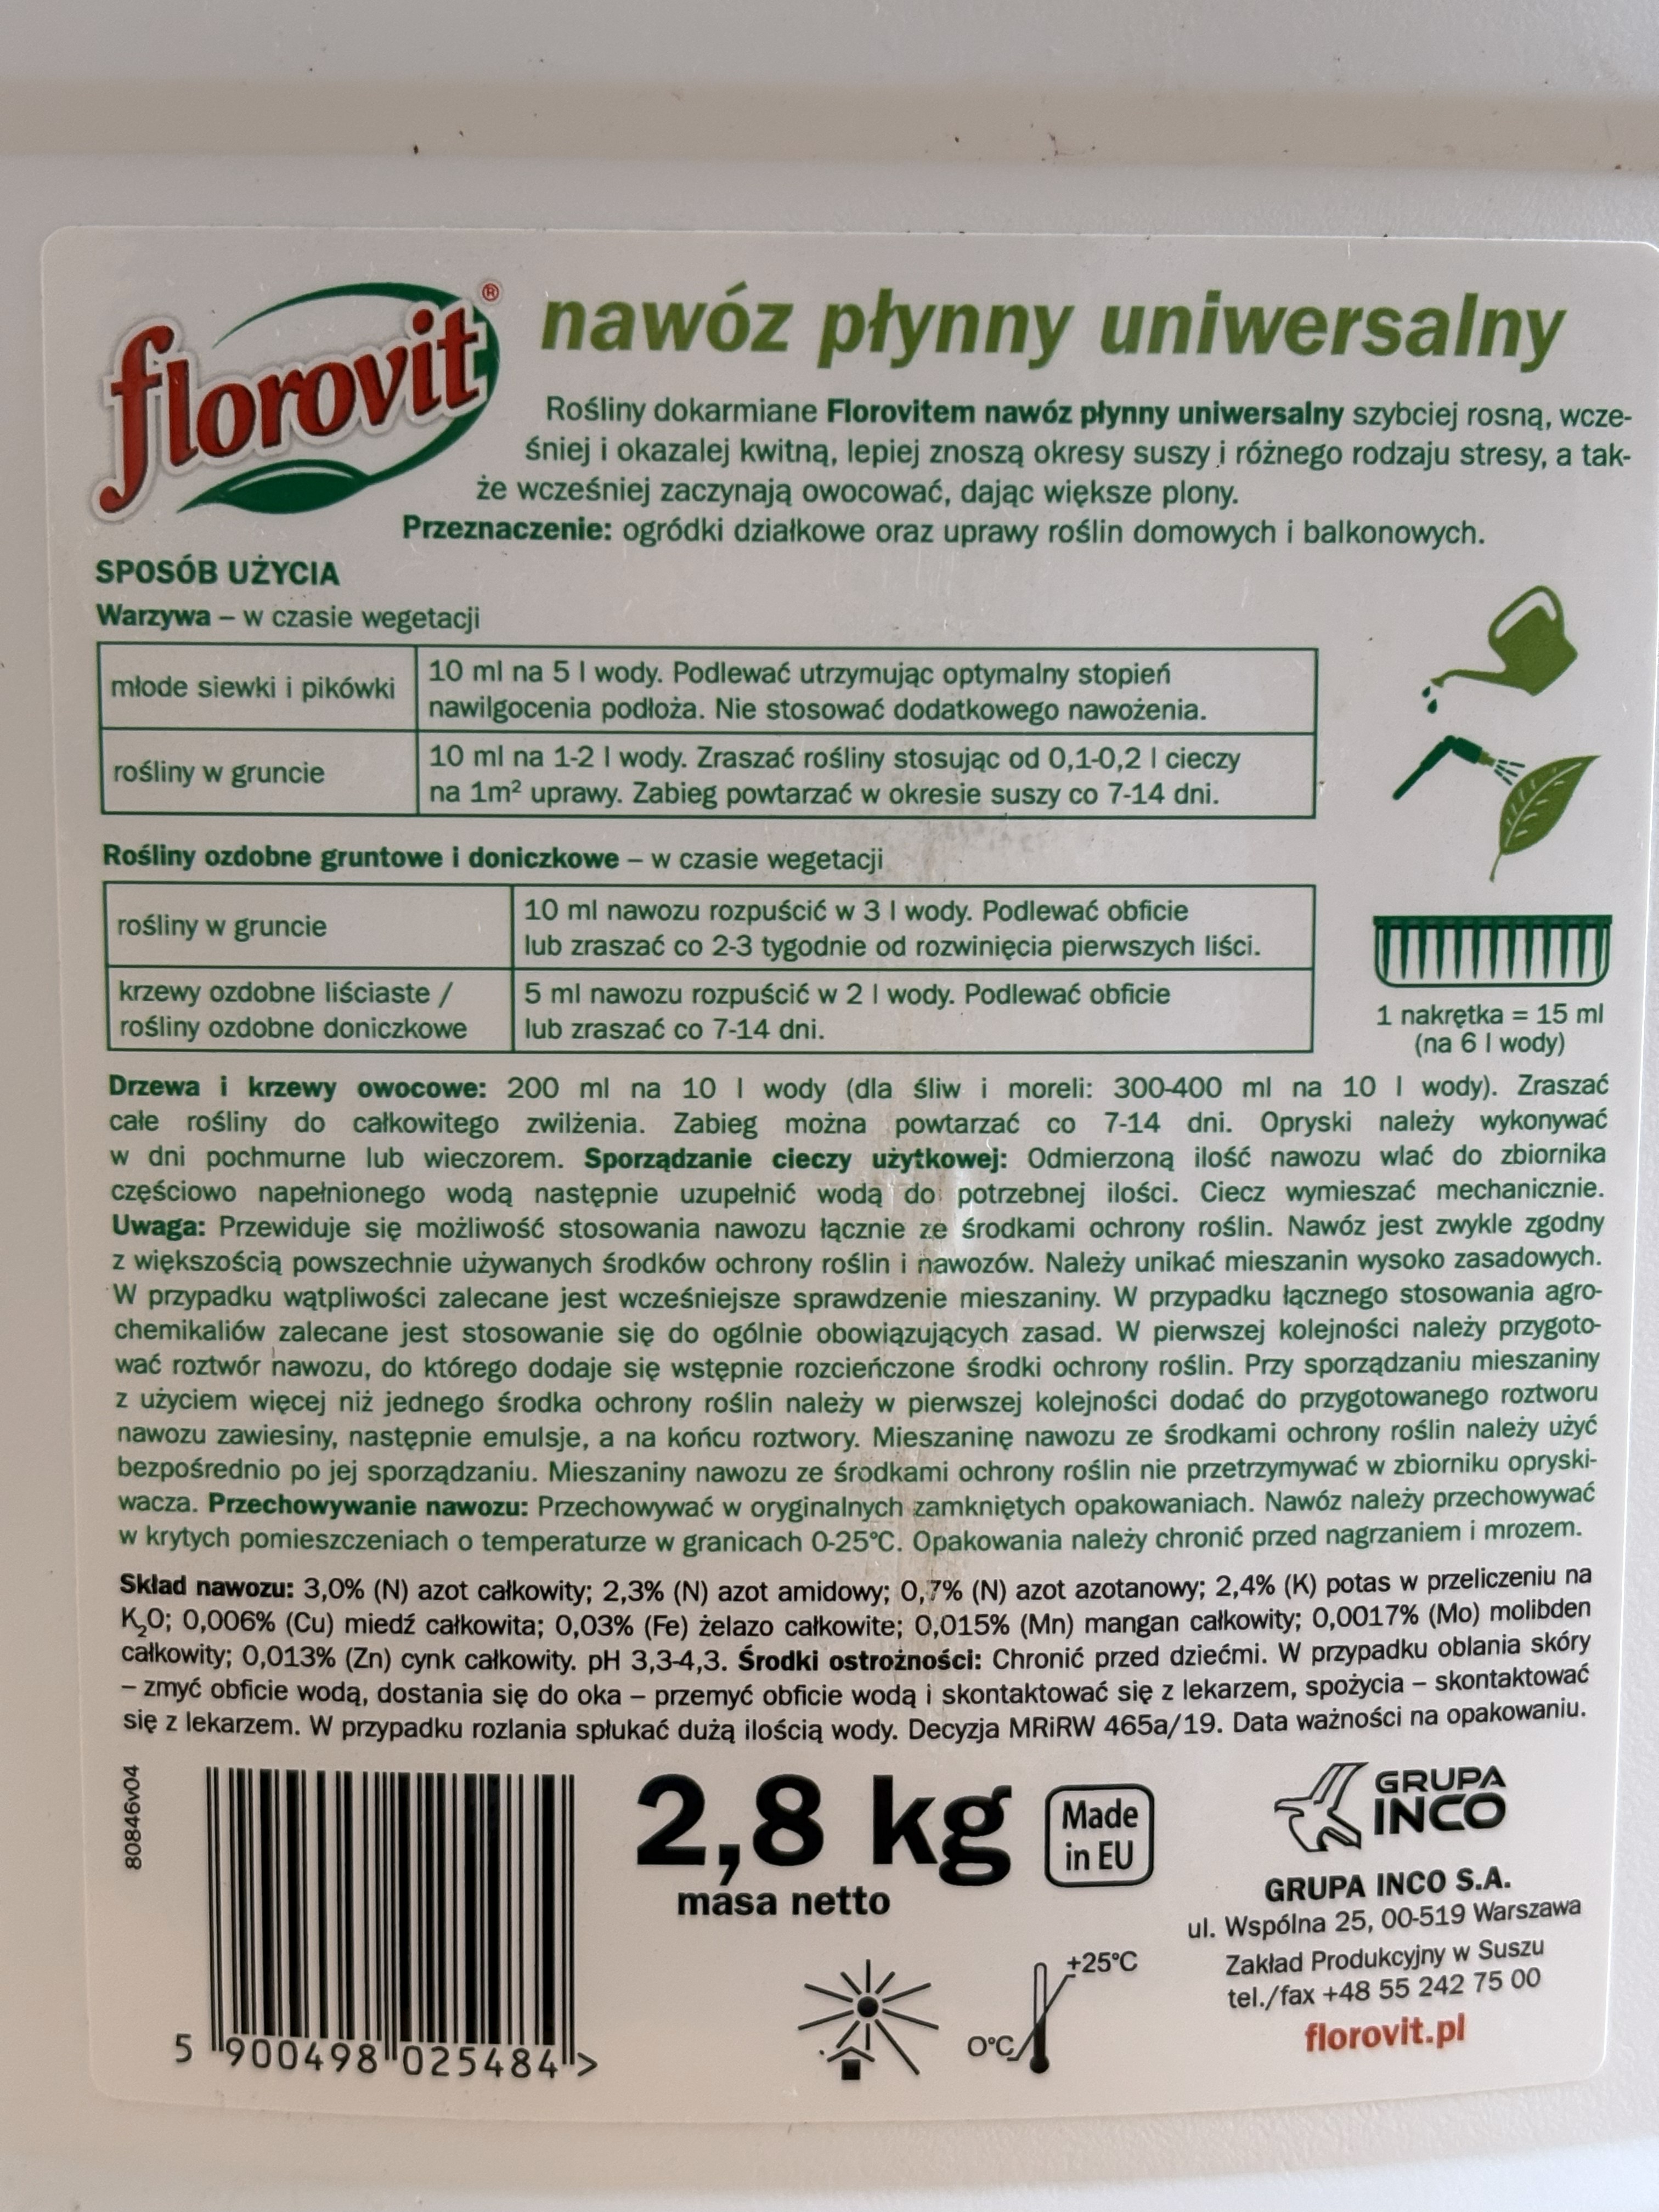 florovit®
nawóz płynny uniwersalny
Rośliny dokarmiane Florovitem nawóz płynny uniwersalny szybciej rosną, wcze-
śniej i okazalej kwitną, lepiej znoszą okresy suszy i różnego rodzaju stresy, a tak-
że wcześniej zaczynają owocować, dając większe plony.
Przeznaczenie: ogródki działkowe oraz uprawy roślin domowych i balkonowych.
SPOSÓB UŻYCIA
Warzywa – w czasie wegetacji
młode siewki i pikówki
10 ml na 5 l wody. Podlewać utrzymując optymalny stopień
nawilgocenia podłoża. Nie stosować dodatkowego nawożenia.
rośliny w gruncie
10 ml na 1-2 l wody. Zraszać rośliny stosując od 0,1-0,2 l cieczy
na 1m² uprawy. Zabieg powtarzać w okresie suszy co 7-14 dni.
Rośliny ozdobne gruntowe i doniczkowe – w czasie wegetacji
rośliny w gruncie
10 ml nawozu rozpuścić w 3 l wody. Podlewać obficie
lub zraszać co 2-3 tygodnie od rozwinięcia pierwszych liści.
krzewy ozdobne liściaste /
rośliny ozdobne doniczkowe
5 ml nawozu rozpuścić w 2 l wody. Podlewać obficie
lub zraszać co 7-14 dni.
1 nakrętka = 15 ml
(na 6 l wody)
Drzewa i krzewy owocowe: 200 ml na 10 l wody (dla śliw i moreli: 300-400 ml na 10 l wody). Zraszać
całe rośliny do całkowitego zwilżenia. Zabieg można powtarzać co 7-14 dni. Opryski należy wykonywać
w dni pochmurne lub wieczorem. Sporządzanie cieczy użytkowej: Odmierzoną ilość nawozu wlać do zbiornika
częściowo napełnionego wodą następnie uzupełnić wodą do potrzebnej ilości. Ciecz wymieszać mechanicznie.
Uwaga: Przewiduje się możliwość stosowania nawozu łącznie ze środkami ochrony roślin. Nawóz jest zwykle zgodny
z większością powszechnie używanych środków ochrony roślin i nawozów. Należy unikać mieszanin wysoko zasadowych.
W przypadku wątpliwości zalecane jest wcześniejsze sprawdzenie mieszaniny. W przypadku łącznego stosowania agro-
chemikaliów zalecane jest stosowanie się do ogólnie obowiązujących zasad. W pierwszej kolejności należy przygoto-
wać roztwór nawozu, do którego dodaje się wstępnie rozcieńczone środki ochrony roślin. Przy sporządzaniu mieszaniny
z użyciem więcej niż jednego środka ochrony roślin należy w pierwszej kolejności dodać do przygotowanego roztworu
nawozu zawiesiny, następnie emulsje, a na końcu roztwory. Mieszaninę nawozu ze środkami ochrony roślin należy użyć
bezpośrednio po jej sporządzaniu. Mieszaniny nawozu ze środkami ochrony roślin nie przetrzymywać w zbiorniku opryski-
wacza. Przechowywanie nawozu: Przechowywać w oryginalnych zamkniętych opakowaniach. Nawóz należy przechowywać
w krytych pomieszczeniach o temperaturze w granicach 0-25°C. Opakowania należy chronić przed nagrzaniem i mrozem.
Skład nawozu: 3,0% (N) azot całkowity; 2,3% (N) azot amidowy; 0,7% (N) azot azotanowy; 2,4% (K) potas w przeliczeniu na
K₂O; 0,006% (Cu) miedź całkowita; 0,03% (Fe) żelazo całkowite; 0,015% (Mn) mangan całkowity; 0,0017% (Mo) molibden
całkowity; 0,013% (Zn) cynk całkowity. pH 3,3-4,3. Środki ostrożności: Chronić przed dziećmi. W przypadku oblania skóry
– zmyć obficie wodą, dostania się do oka – przemyć obficie wodą i skontaktować się z lekarzem, spożycia – skontaktować
się z lekarzem. W przypadku rozlania spłukać dużą ilością wody. Decyzja MRiRW 465a/19. Data ważności na opakowaniu.
80846v04
5 900498 025484 >
2,8 kg
masa netto
Made
in EU
+25°C
0°C
GRUPA
INCO
GRUPA INCO S.A.
ul. Wspólna 25, 00-519 Warszawa
Zakład Produkcyjny w Suszu
tel./fax +48 55 242 75 00
florovit.pl